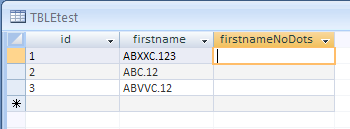 TBLEtest
id firstname firstnameNoDots
1 ABXXC.123
2 ABC.12
3 ABVVC.12